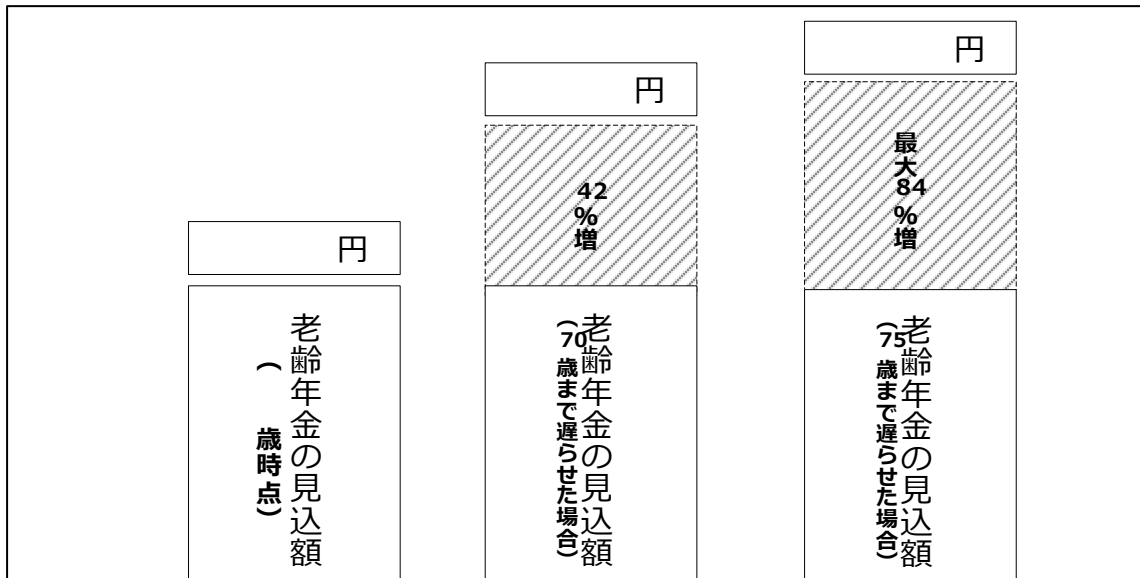 円
老齢年金の見込額
(　　歳時点)
円
42%増
老齢年金の見込額
(70歳まで遅らせた場合)
円
最大84%増
老齢年金の見込額
(75歳まで遅らせた場合)